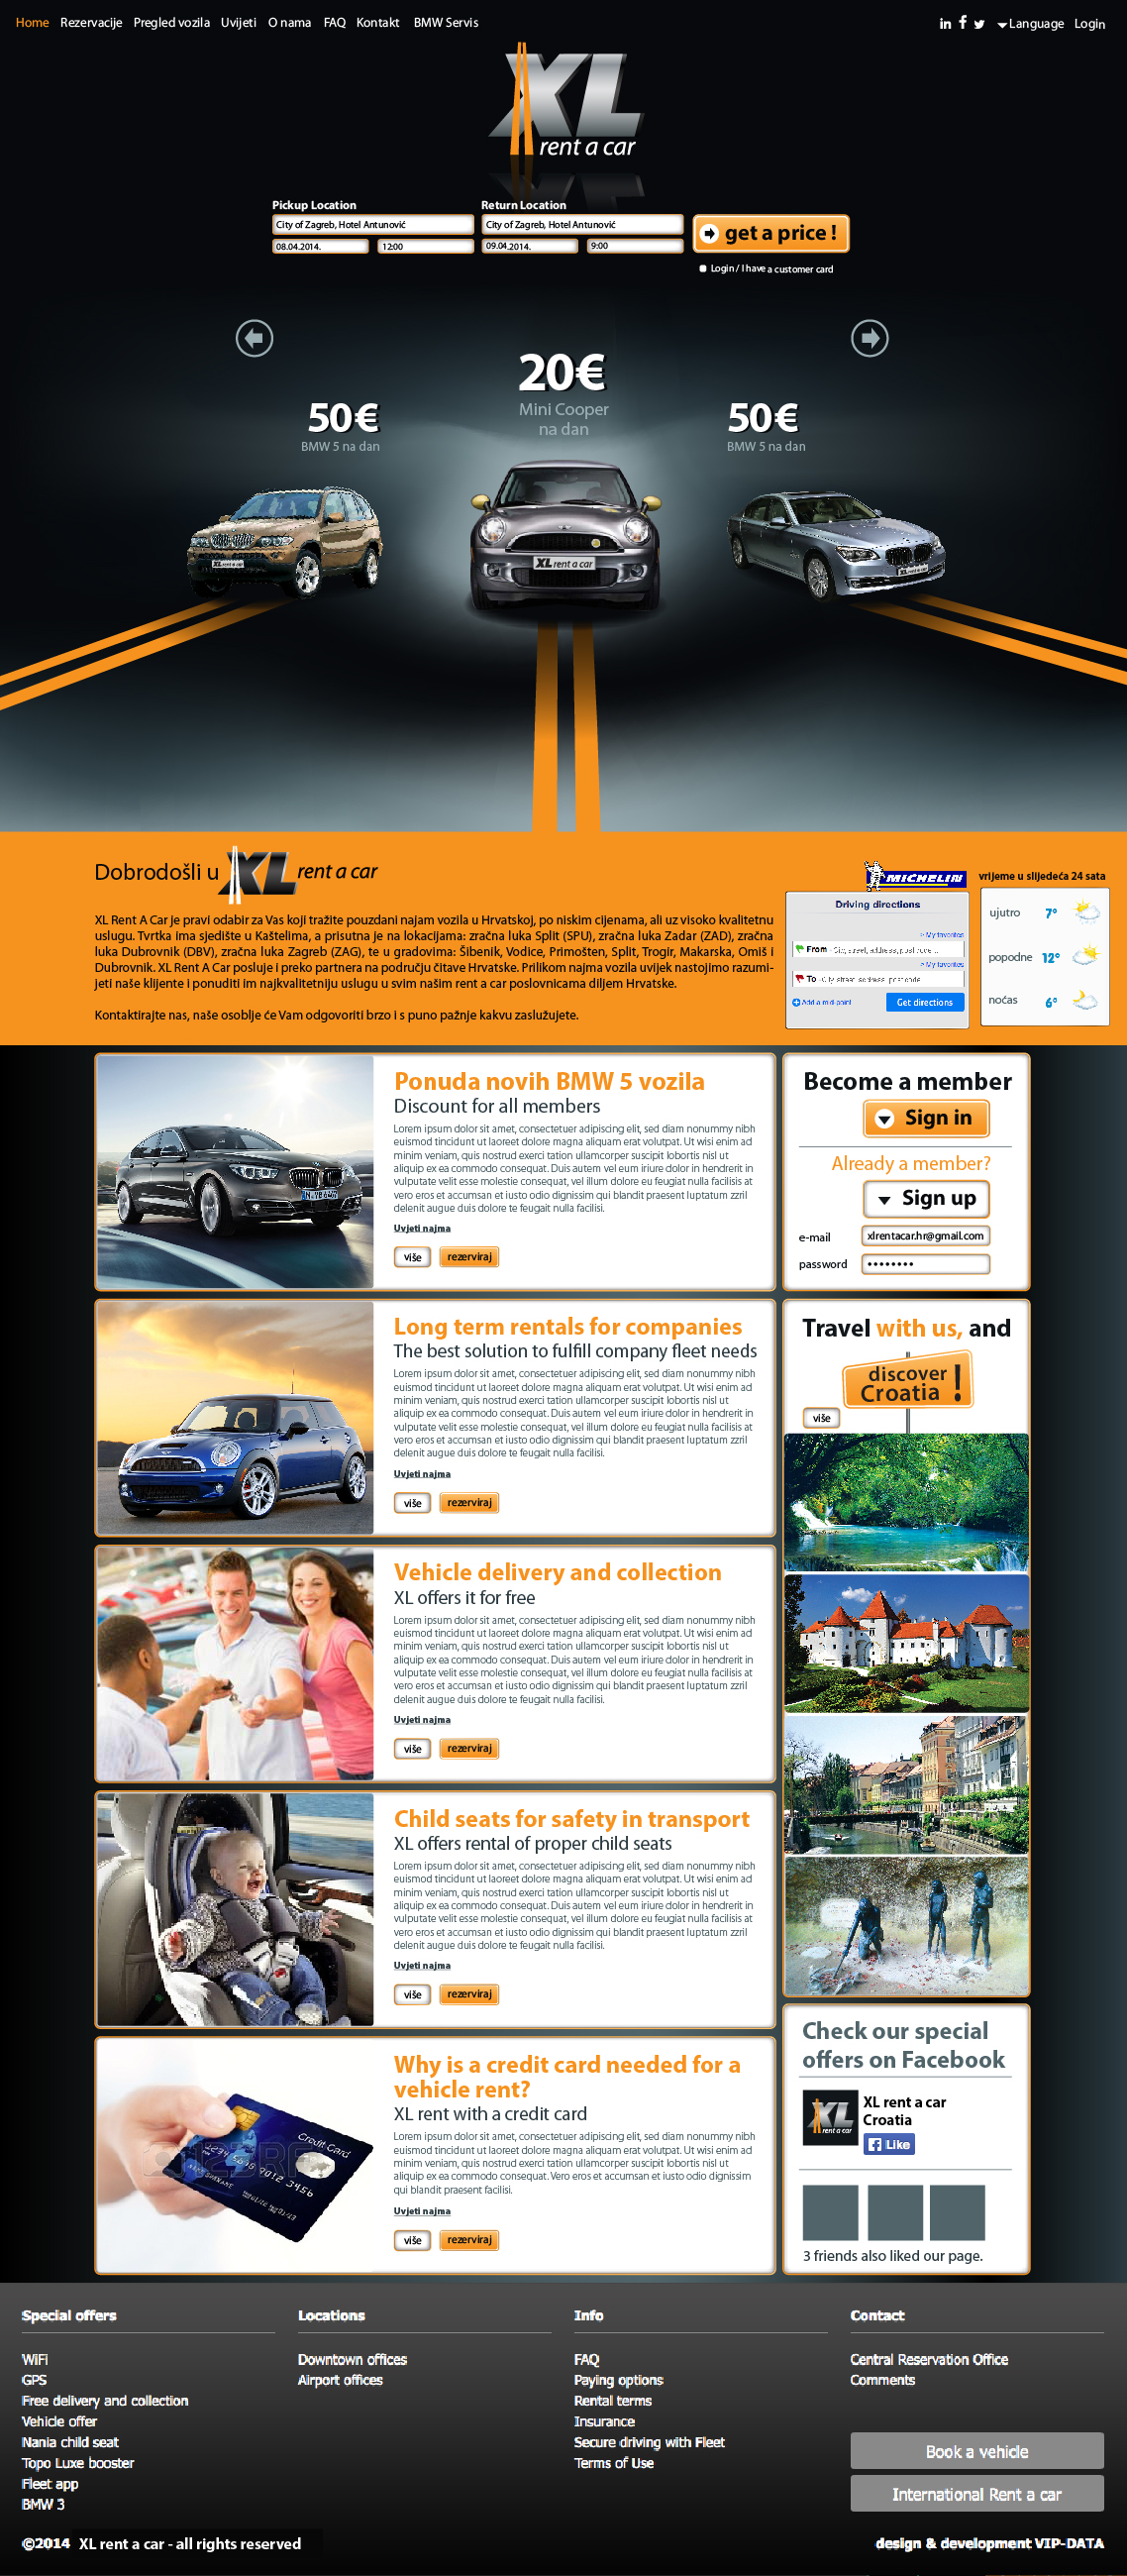 Home Rezervacije Pregled vozila Uvijeti O nama FAQ Kontakt BMW Servis
Language Login
XL
rent a car
Pickup Location
City of Zagreb, Hotel Antunović
08.04.2014. 12:00
Return Location
City of Zagreb, Hotel Antunović
09.04.2014. 9:00
get a price !
Login / I have a customer card
50€
BMW 5 na dan
20€
Mini Cooper
na dan
50€
BMW 5 na dan
XL rent a car
Dobrodošli u XL rent a car
XL Rent A Car je pravi odabir za Vas koji tražite pouzdani najam vozila u Hrvatskoj, po niskim cijenama, ali uz visoko kvalitetnu
uslugu. Tvrtka ima sjedište u Kaštelima, a prisutna je na lokacijama: zračna luka Split (SPU), zračna luka Zadar (ZAD), zračna
luka Dubrovnik (DBV), zračna luka Zagreb (ZAG), te u gradovima: Šibenik, Vodice, Primošten, Split, Trogir, Makarska, Omiš i
Dubrovnik. XL Rent A Car posluje i preko partnera na području čitave Hrvatske. Prilikom najma vozila uvijek nastojimo razumi-
jeti naše klijente i ponuditi im najkvalitetniju uslugu u svim našim rent a car poslovnicama diljem Hrvatske.
Kontaktirajte nas, naše osoblje će Vam odgovoriti brzo i s puno pažnje kakvu zaslužujete.
MICHELIN
Driving directions
> My favorites
From City, street, address, post code...
> My favorites
To City street address post code
Add a mid-point Get directions
vrijeme u slijedeća 24 sata
ujutro 7°
popodne 12°
noćas 6°
Ponuda novih BMW 5 vozila
Discount for all members
Lorem ipsum dolor sit amet, consectetuer adipiscing elit, sed diam nonummy nibh
euismod tincidunt ut laoreet dolore magna aliquam erat volutpat. Ut wisi enim ad
minim veniam, quis nostrud exerci tation ullamcorper suscipit lobortis nisl ut
aliquip ex ea commodo consequat. Duis autem vel eum iriure dolor in hendrerit in
vulputate velit esse molestie consequat, vel illum dolore eu feugiat nulla facilisis at
vero eros et accumsan et iusto odio dignissim qui blandit praesent luptatum zzril
delenit augue duis dolore te feugait nulla facilisi.
Uvjeti najma
više rezerviraj
Become a member
Sign in
Already a member?
Sign up
e-mail xlrentacar.hr@gmail.com
password ••••••••
Long term rentals for companies
The best solution to fulfill company fleet needs
Lorem ipsum dolor sit amet, consectetuer adipiscing elit, sed diam nonummy nibh
euismod tincidunt ut laoreet dolore magna aliquam erat volutpat. Ut wisi enim ad
minim veniam, quis nostrud exerci tation ullamcorper suscipit lobortis nisl ut
aliquip ex ea commodo consequat. Duis autem vel eum iriure dolor in hendrerit in
vulputate velit esse molestie consequat, vel illum dolore eu feugiat nulla facilisis at
vero eros et accumsan et iusto odio dignissim qui blandit praesent luptatum zzril
delenit augue duis dolore te feugait nulla facilisi.
Uvjeti najma
više rezerviraj
Travel with us, and
discover
Croatia !
više
Vehicle delivery and collection
XL offers it for free
Lorem ipsum dolor sit amet, consectetuer adipiscing elit, sed diam nonummy nibh
euismod tincidunt ut laoreet dolore magna aliquam erat volutpat. Ut wisi enim ad
minim veniam, quis nostrud exerci tation ullamcorper suscipit lobortis nisl ut
aliquip ex ea commodo consequat. Duis autem vel eum iriure dolor in hendrerit in
vulputate velit esse molestie consequat, vel illum dolore eu feugiat nulla facilisis at
vero eros et accumsan et iusto odio dignissim qui blandit praesent luptatum zzril
delenit augue duis dolore te feugait nulla facilisi.
Uvjeti najma
više rezerviraj
Child seats for safety in transport
XL offers rental of proper child seats
Lorem ipsum dolor sit amet, consectetuer adipiscing elit, sed diam nonummy nibh
euismod tincidunt ut laoreet dolore magna aliquam erat volutpat. Ut wisi enim ad
minim veniam, quis nostrud exerci tation ullamcorper suscipit lobortis nisl ut
aliquip ex ea commodo consequat. Duis autem vel eum iriure dolor in hendrerit in
vulputate velit esse molestie consequat, vel illum dolore eu feugiat nulla facilisis at
vero eros et accumsan et iusto odio dignissim qui blandit praesent luptatum zzril
delenit augue duis dolore te feugait nulla facilisi.
Uvjeti najma
više rezerviraj
Why is a credit card needed for a
vehicle rent?
XL rent with a credit card
Lorem ipsum dolor sit amet, consectetuer adipiscing elit, sed diam nonummy nibh
euismod tincidunt ut laoreet dolore magna aliquam erat volutpat. Ut wisi enim ad
minim veniam, quis nostrud exerci tation ullamcorper suscipit lobortis nisl ut
aliquip ex ea commodo consequat. Vero eros et accumsan et iusto odio dignissim
qui blandit praesent facilisi.
Uvjeti najma
više rezerviraj
Credit Card
Check our special
offers on Facebook
XL rent a car
XL rent a car
Croatia
Like
3 friends also liked our page.
Special offers
WiFi
GPS
Free delivery and collection
Vehicle offer
Nania child seat
Topo Luxe booster
Fleet app
BMW 3
Locations
Downtown offices
Airport offices
Info
FAQ
Paying options
Rental terms
Insurance
Secure driving with Fleet
Terms of Use
Contact
Central Reservation Office
Comments
Book a vehicle
International Rent a car
©2014 XL rent a car - all rights reserved
design & development VIP-DATA